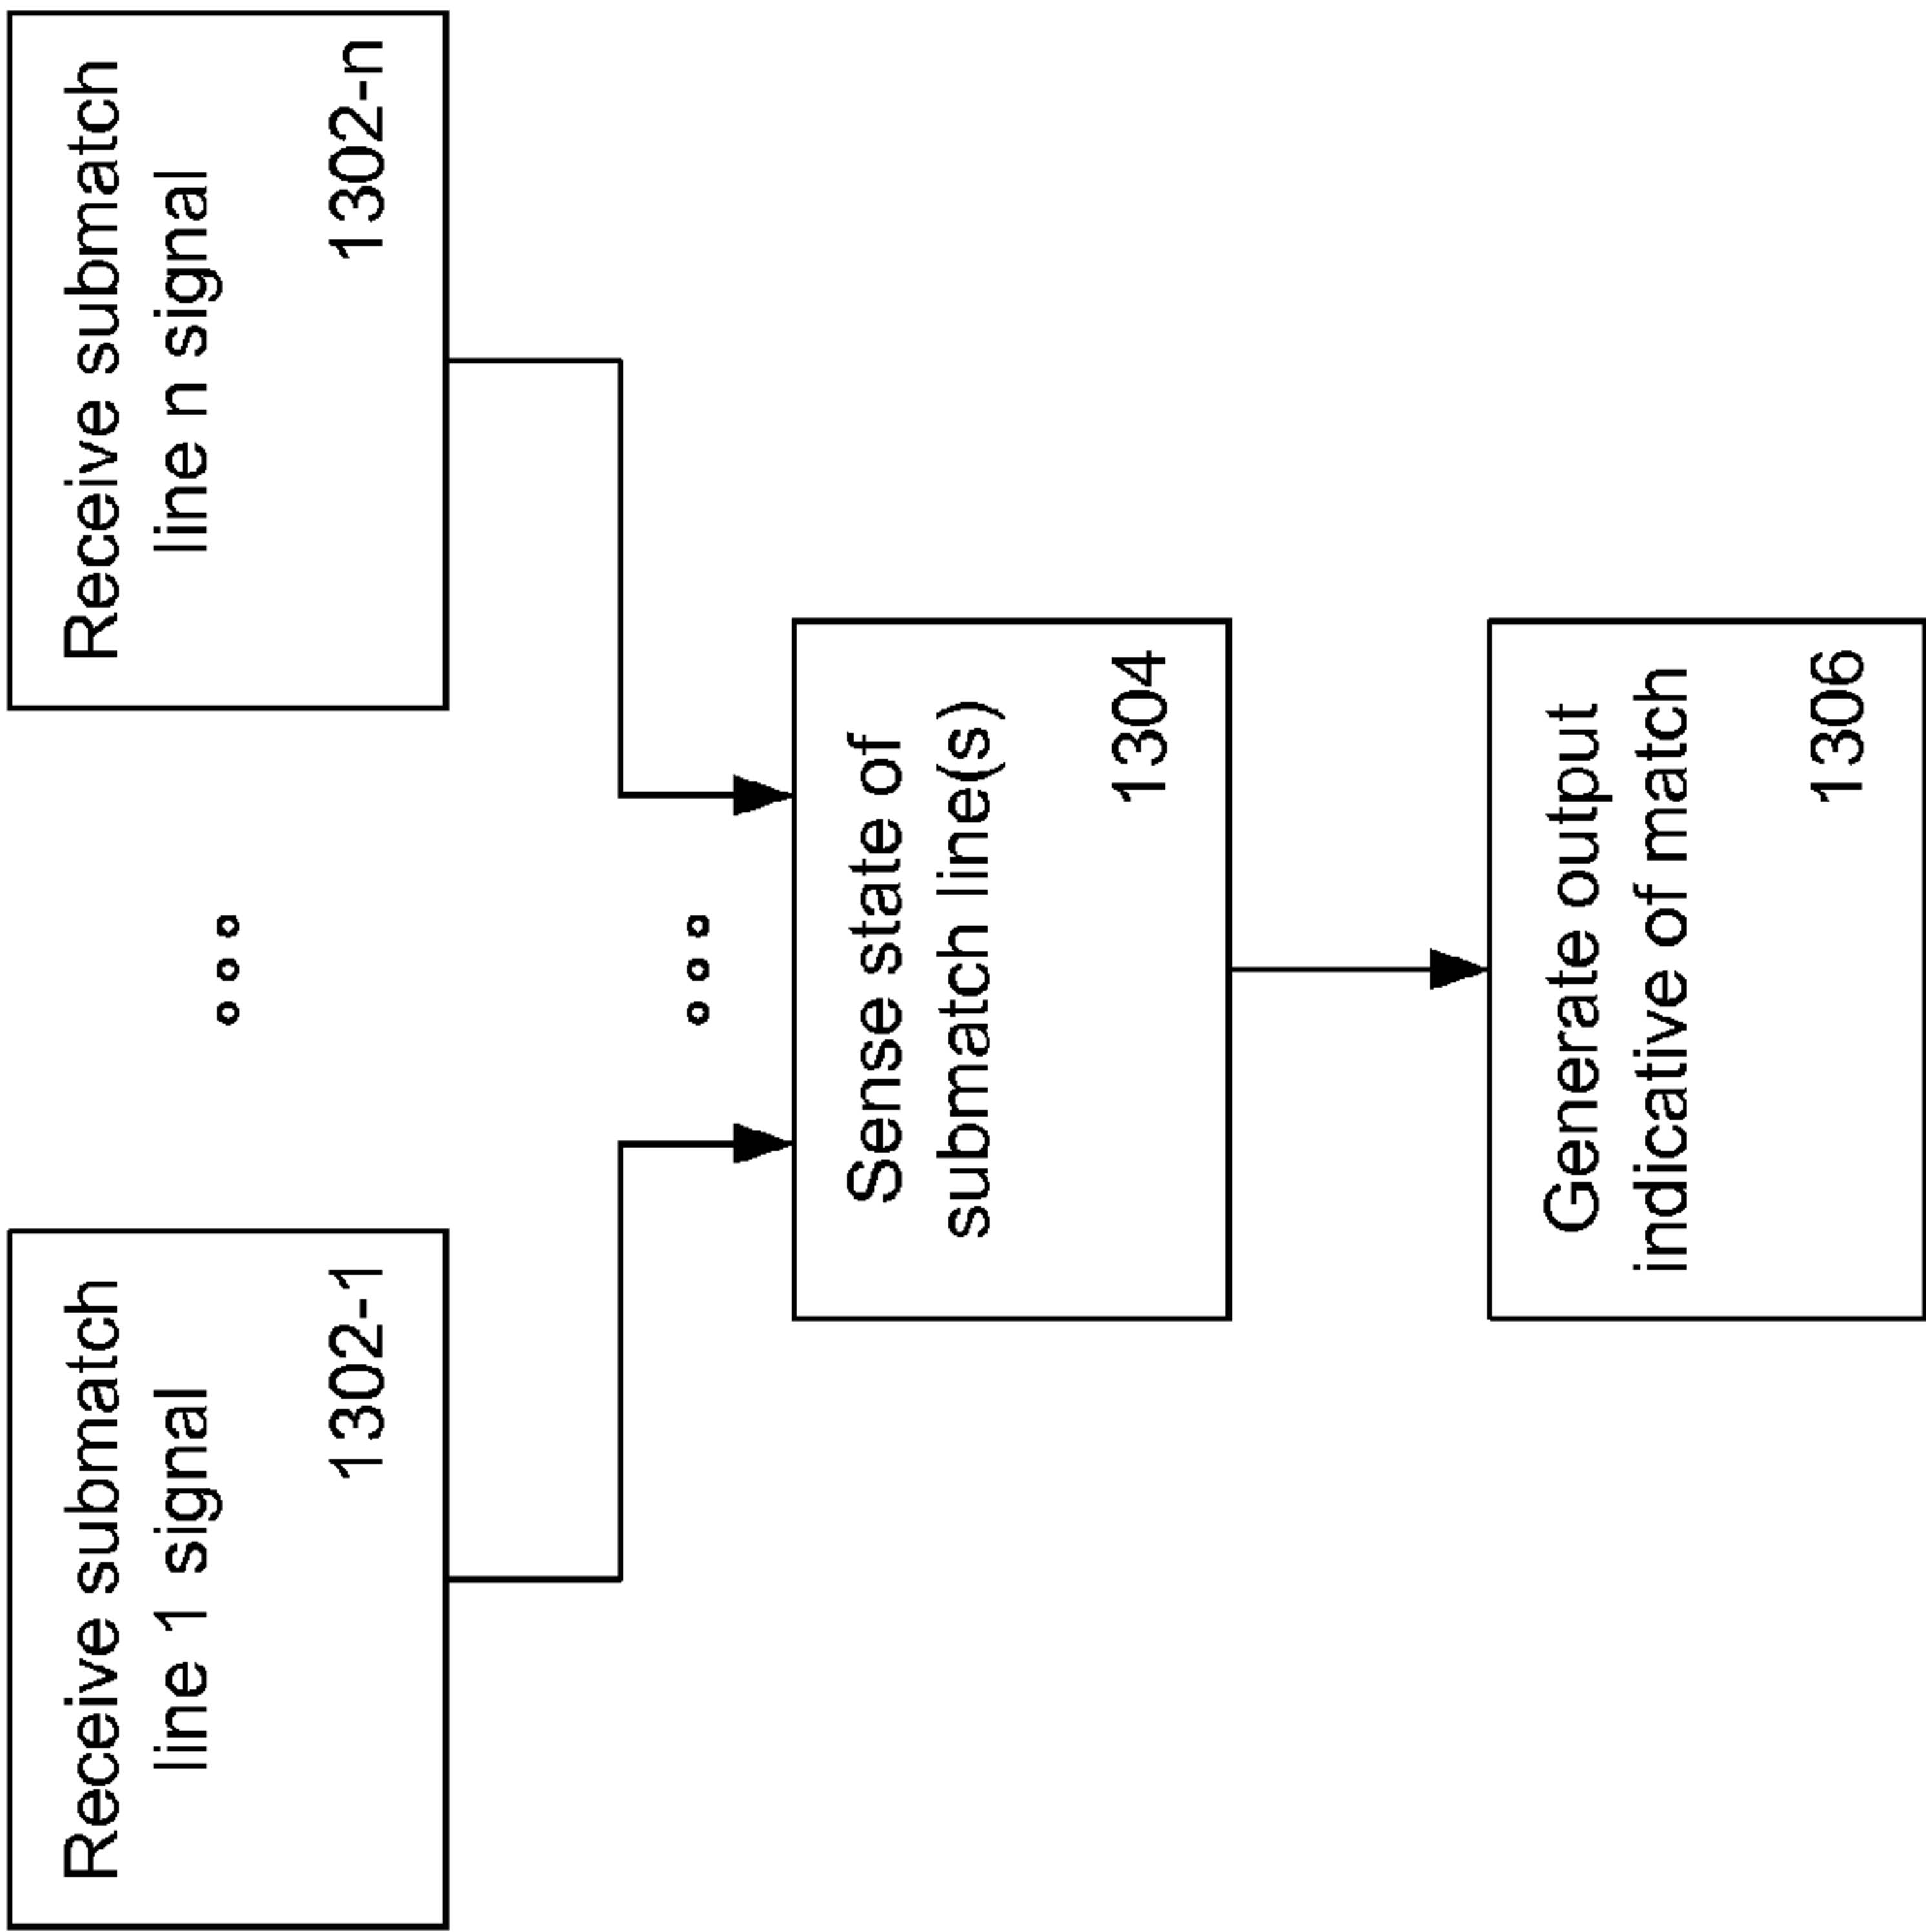 Receive submatch
line 1 signal
1302-1
Receive submatch
line n signal
1302-n
Sense state of
submatch line(s)
1304
Generate output
indicative of match
1306